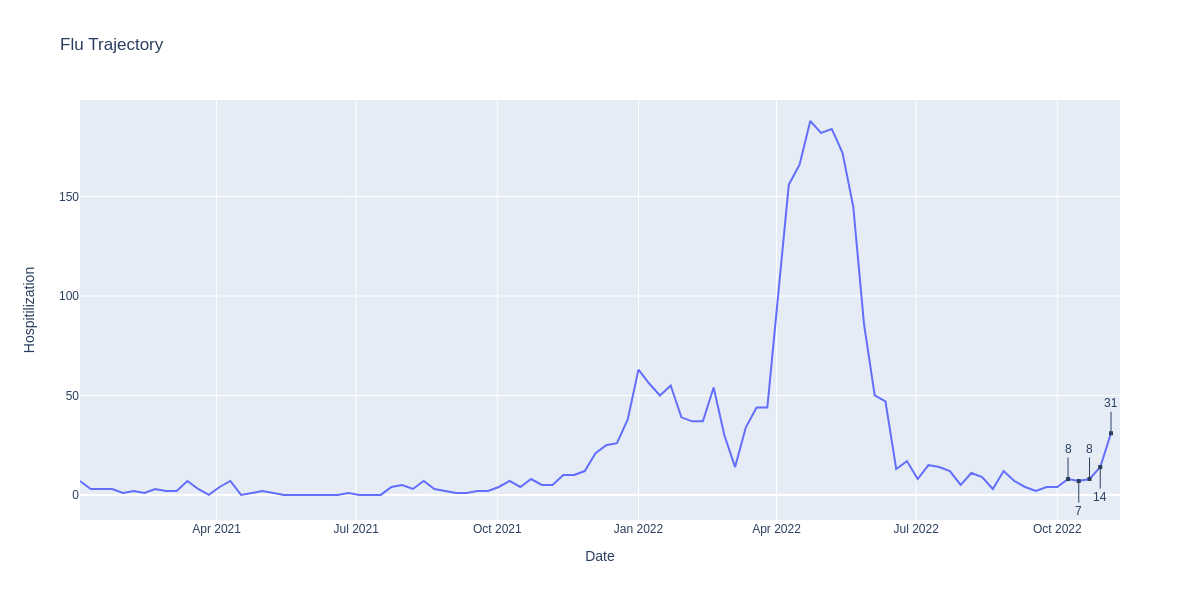 Flu Trajectory
Hospitilization
150
100
50
0
31
8
8
14
7
Apr 2021
Jul 2021
Oct 2021
Jan 2022
Apr 2022
Jul 2022
Oct 2022
Date